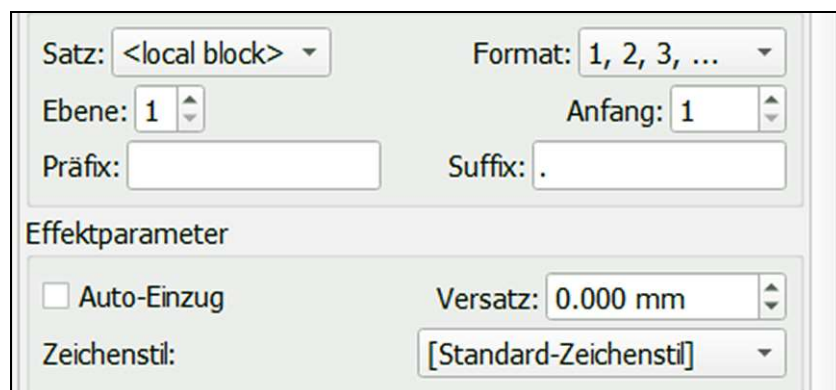 Satz: <local block> Format: 1, 2, 3, ...
Ebene: 1 Anfang: 1
Präfix: Suffix: .
Effektparameter
Auto-Einzug Versatz: 0.000 mm
Zeichenstil: [Standard-Zeichenstil]